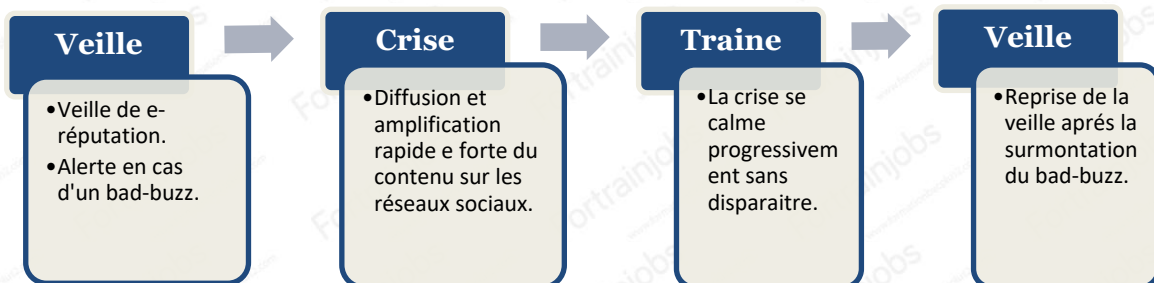 Veille
•Veille de e-
réputation.
•Alerte en cas
d'un bad-buzz.
Crise
•Diffusion et
amplification
rapide e forte du
contenu sur les
réseaux sociaux.
Traine
•La crise se
calme
progressivem
ent sans
disparaitre.
Veille
•Reprise de la
veille aprés la
surmontation
du bad-buzz.
Fortrainjobs